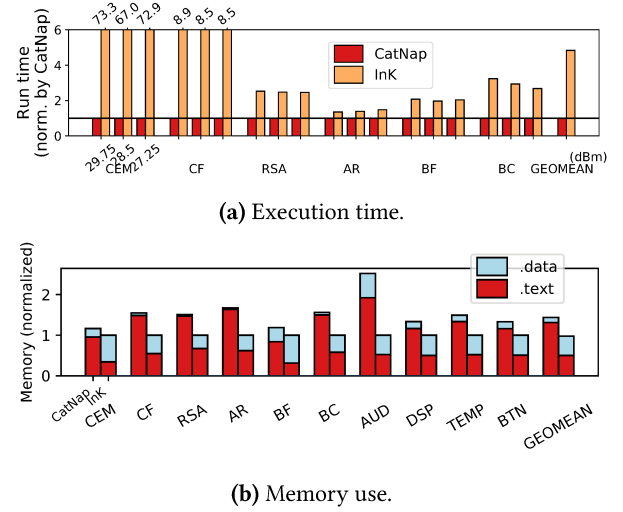 73.3 67.0 72.9 8.9 8.5 8.5
6
4
2
0
Run time
(norm. by CatNap)
CatNap
InK
29.75 28.5 27.25
(dBm)
CEM CF RSA AR BF BC GEOMEAN
(a) Execution time.
Memory (normalized)
2
1
0
.data
.text
CatNap InK
CEM CF RSA AR BF BC AUD DSP TEMP BTN GEOMEAN
(b) Memory use.